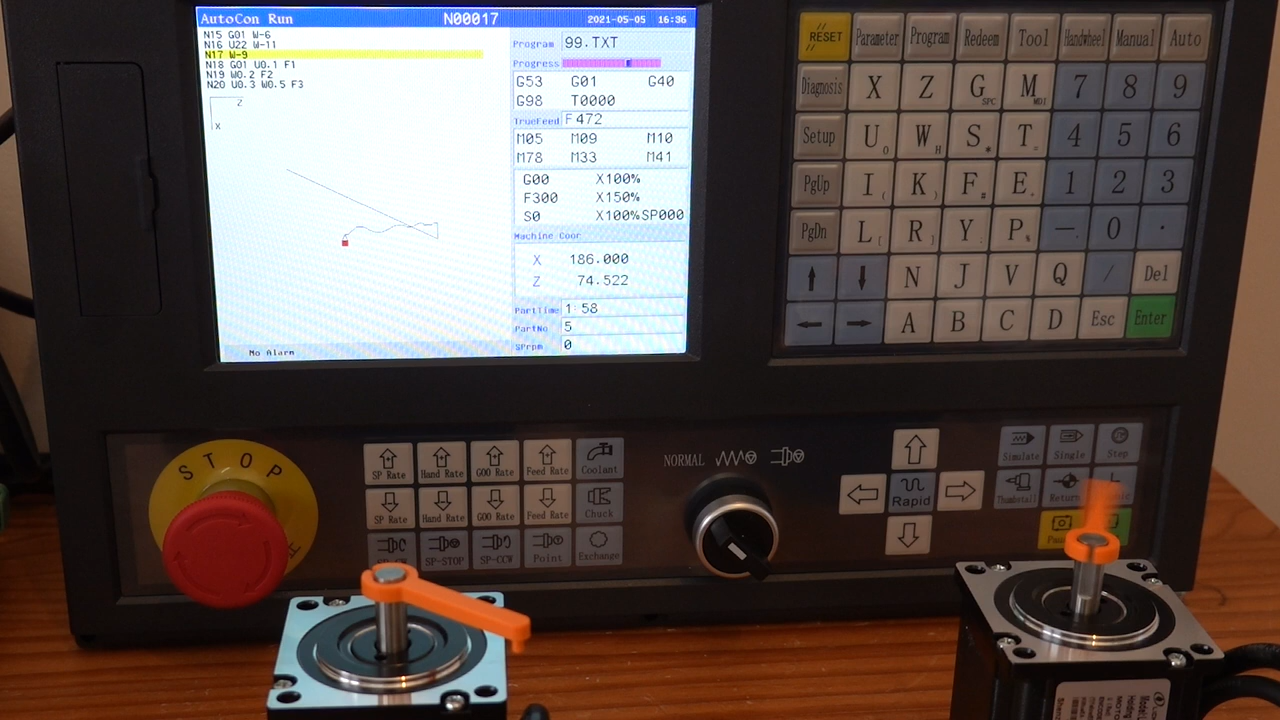 AutoCon Run N00017 2021-05-05 16:36
N15 G01 W-6
N16 U22 W-11
N17 W-9
N18 G01 U0.1 F1
N19 W0.2 F2
N20 U0.3 W0.5 F3
Z
X
No Alarm
Program 99.TXT
Progress
G53 G01 G40
G98 T0000
TrueFeed F 472
M05 M09 M10
M78 M33 M41
G00 X100%
F300 X150%
S0 X100% SP000
Machine Coor
X 186.000
Z 74.522
PartTime 1: 58
PartNo 5
SPrpm 0
RESET Parameter Program Redeem Tool Handwheel Manual Auto
Diagnosis X Z G SPC M MDI 7 8 9
Setup U W H S T 4 5 6
PgUp I K F E 1 2 3
PgDn L R Y P % — 0 .
N J V Q / Del
A B C D Esc Enter
STOP
SP Rate Hand Rate G00 Rate Feed Rate Coolant
SP Rate Hand Rate G00 Rate Feed Rate Chuck
SP-STOP SP-CCW Point Exchange
NORMAL
Rapid
Simulate Single Step
Thumbstall Return